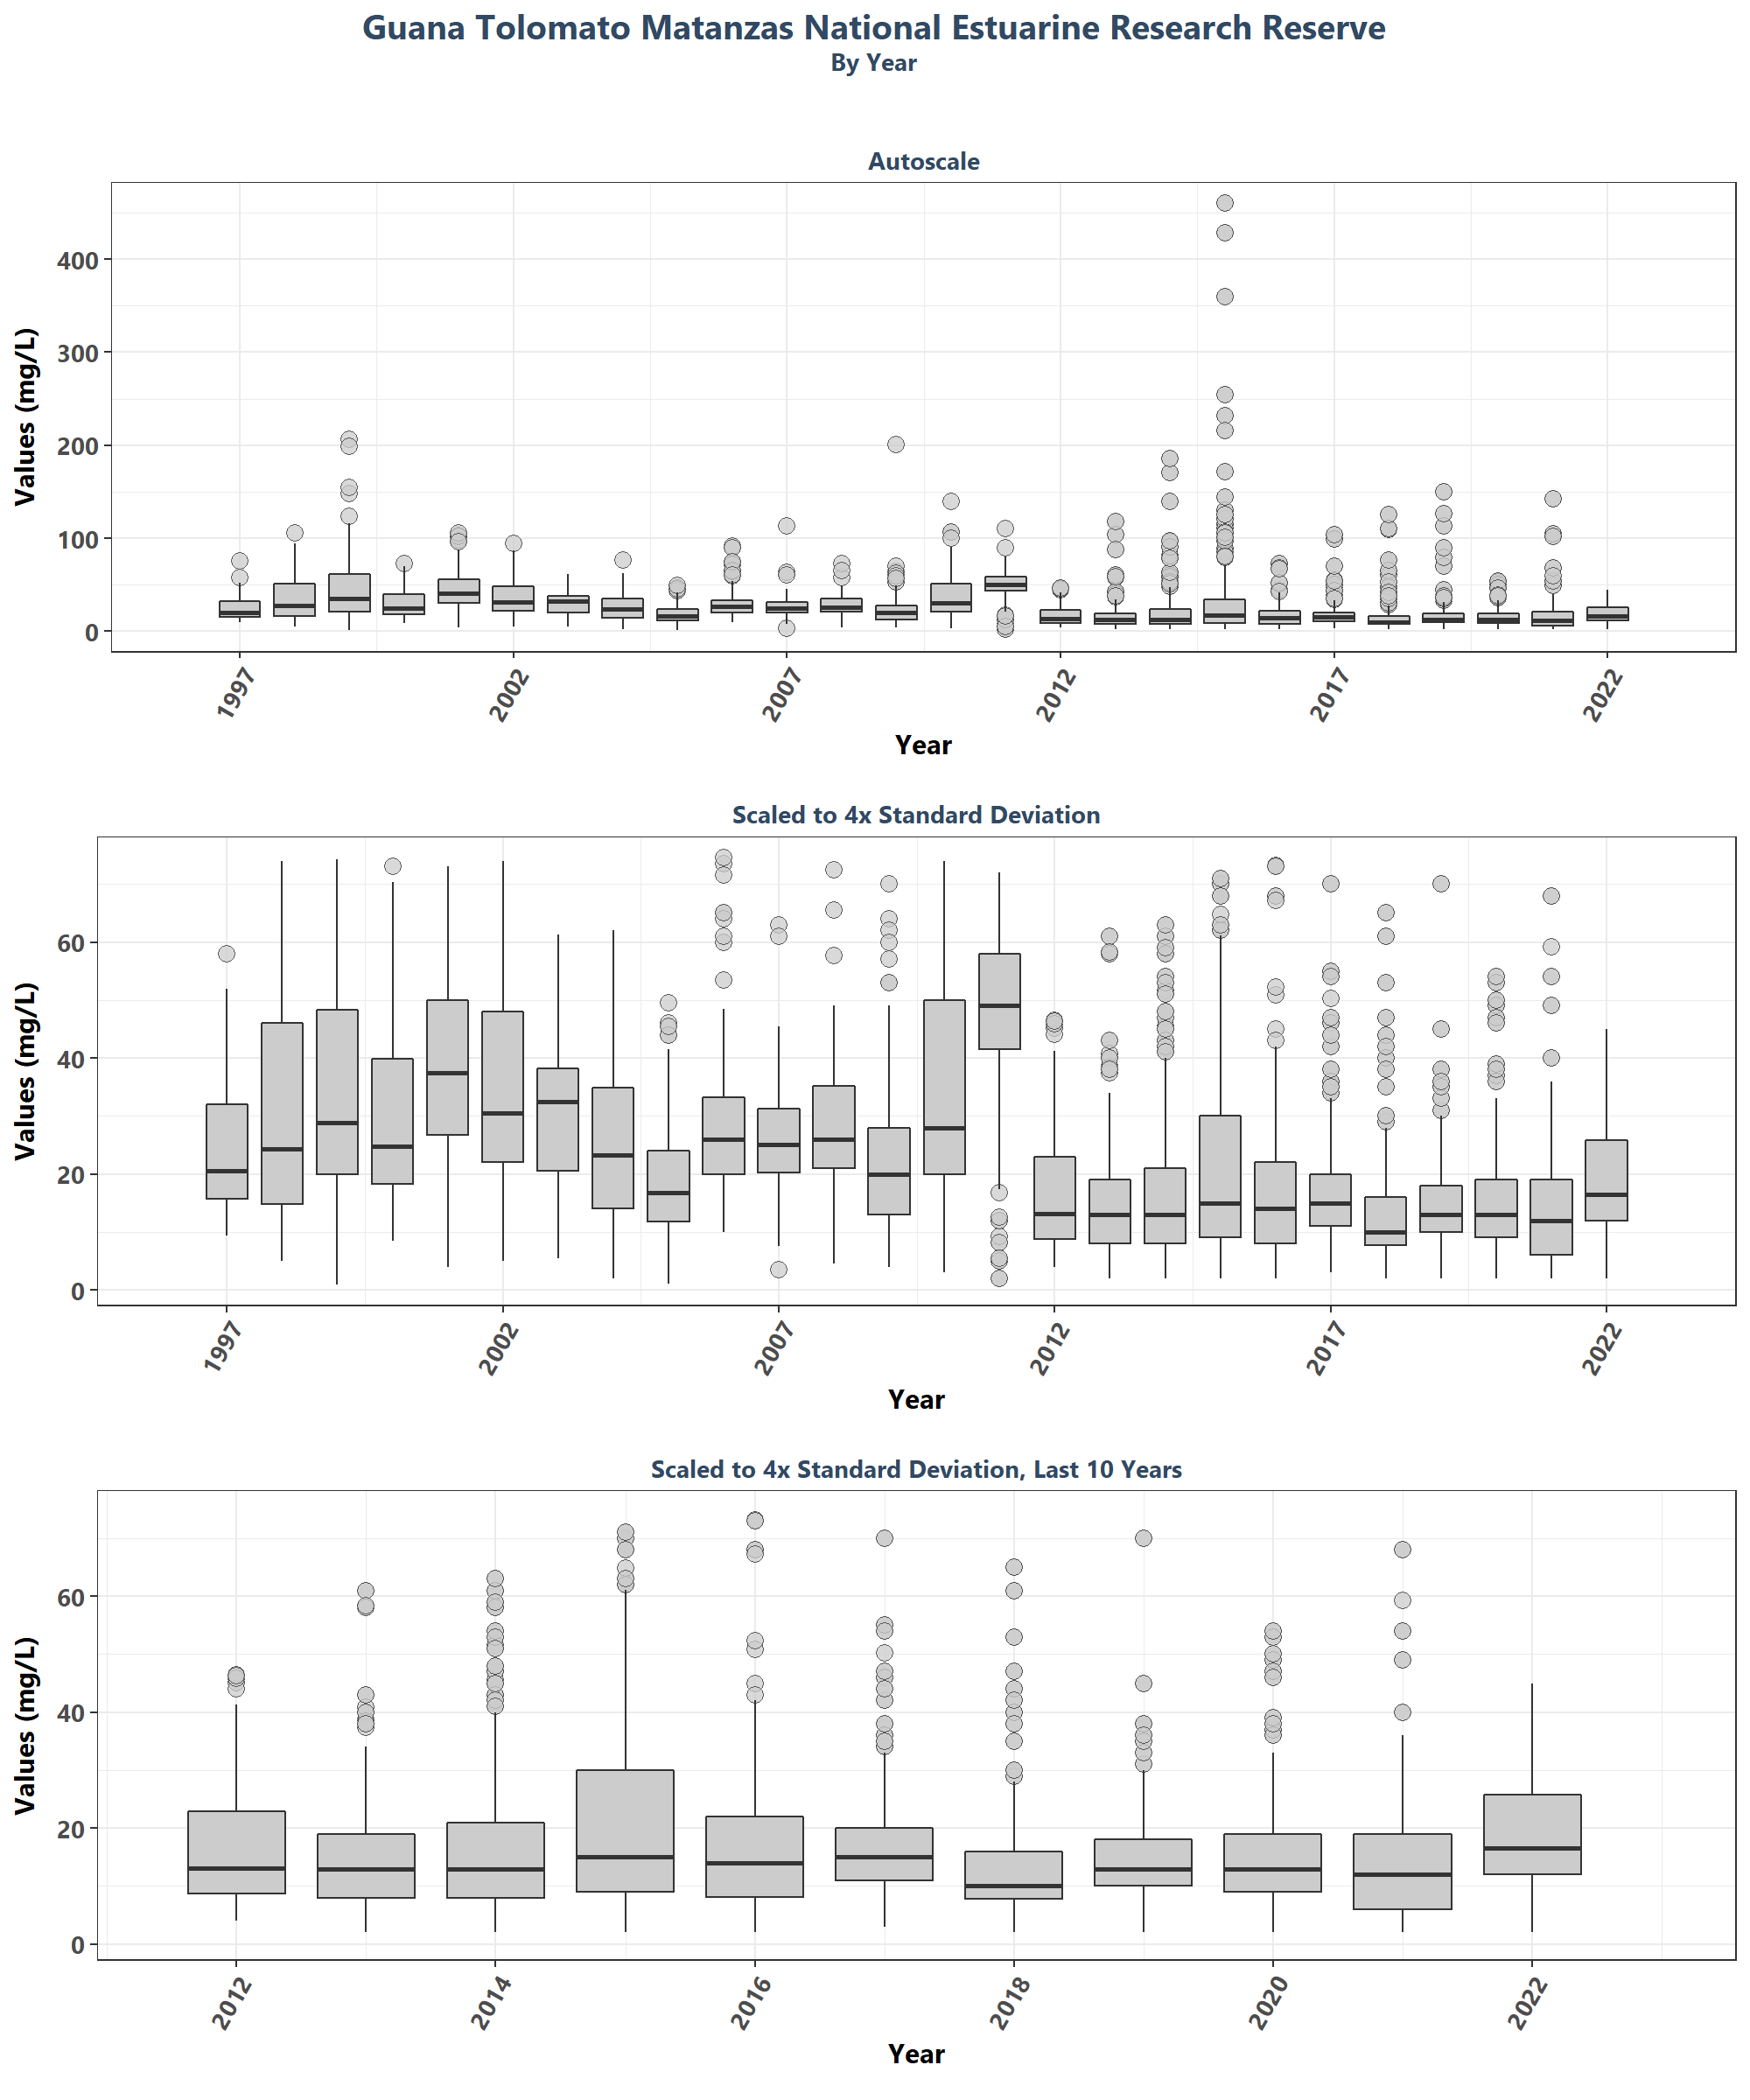 Guana Tolomato Matanzas National Estuarine Research Reserve
By Year
Autoscale
Values (mg/L)
400
300
200
100
0
1997
2002
2007
2012
2017
2022
Year
Scaled to 4x Standard Deviation
Values (mg/L)
60
40
20
0
1997
2002
2007
2012
2017
2022
Year
Scaled to 4x Standard Deviation, Last 10 Years
Values (mg/L)
60
40
20
0
2012
2014
2016
2018
2020
2022
Year